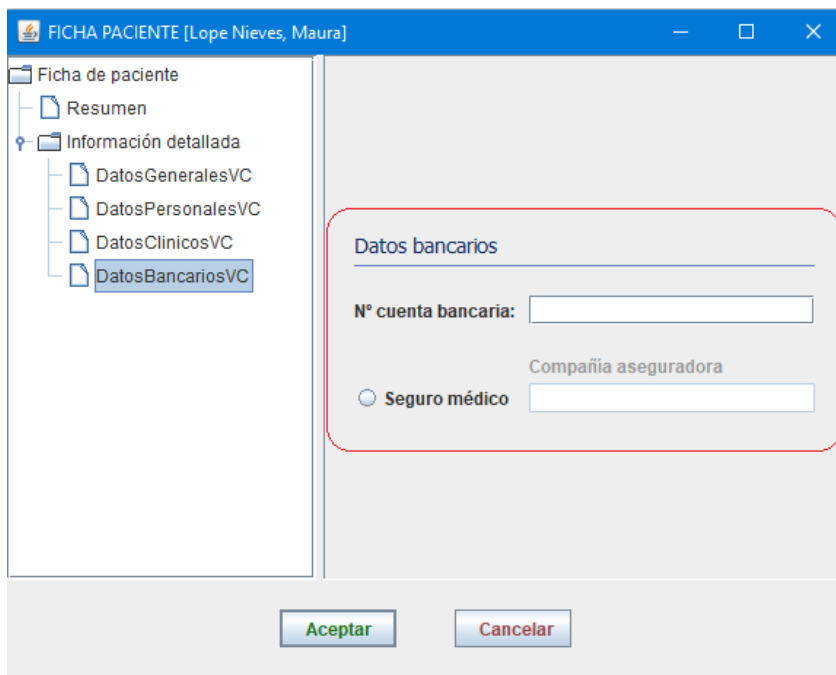 FICHA PACIENTE [Lope Nieves, Maura]
Ficha de paciente
Resumen
Información detallada
DatosGeneralesVC
DatosPersonalesVC
DatosClinicosVC
DatosBancariosVC
Datos bancarios
Nº cuenta bancaria:
Compañía aseguradora
Seguro médico
Aceptar
Cancelar